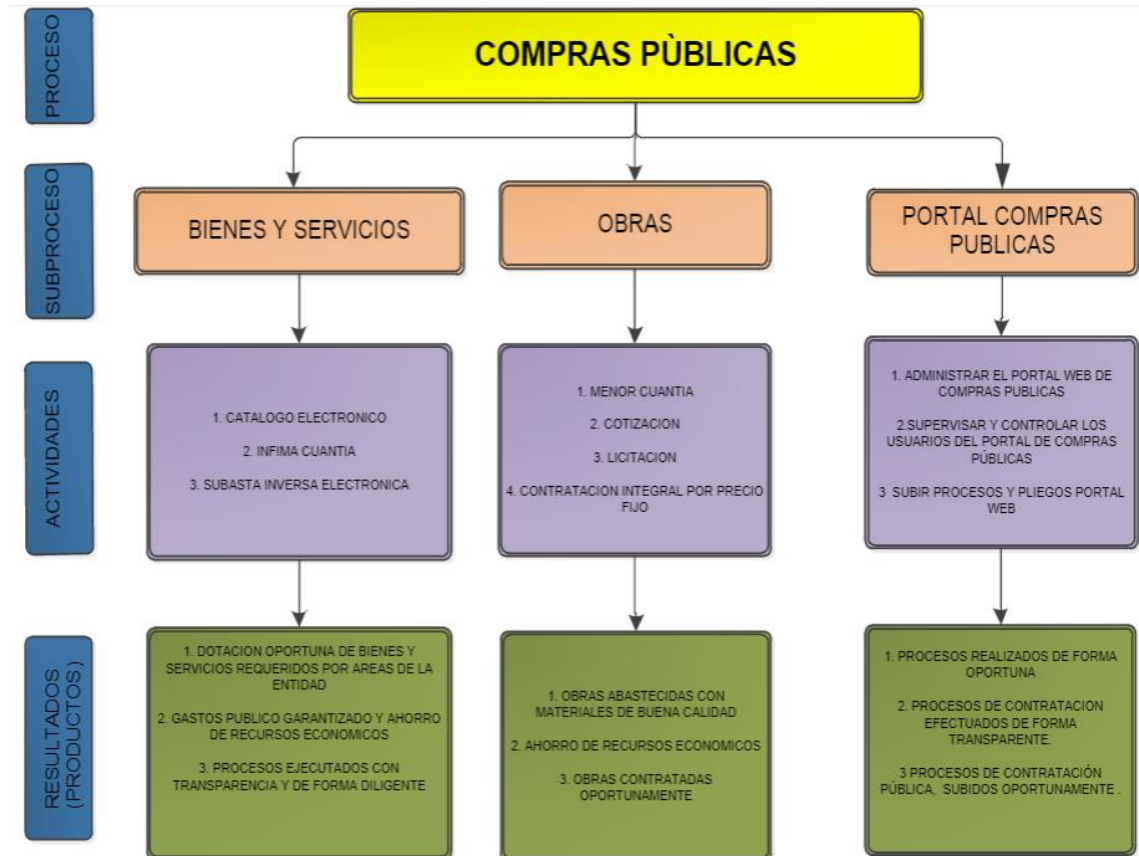 PROCESO
COMPRAS PÙBLICAS
SUBPROCESO
BIENES Y SERVICIOS
OBRAS
PORTAL COMPRAS
PUBLICAS
ACTIVIDADES
1. CATALOGO ELECTRONICO
2. INFIMA CUANTIA
3. SUBASTA INVERSA ELECTRONICA
1. MENOR CUANTIA
2. COTIZACION
3. LICITACION
4. CONTRATACION INTEGRAL POR PRECIO
FIJO
1. ADMINISTRAR EL PORTAL WEB DE
COMPRAS PUBLICAS
2.SUPERVISAR Y CONTROLAR LOS
USUARIOS DEL PORTAL DE COMPRAS
PÚBLICAS
3 SUBIR PROCESOS Y PLIEGOS PORTAL
WEB
RESULTADOS
(PRODUCTOS)
1. DOTACION OPORTUNA DE BIENES Y
SERVICIOS REQUERIDOS POR AREAS DE LA
ENTIDAD
2. GASTOS PUBLICO GARANTIZADO Y AHORRO
DE RECURSOS ECONOMICOS
3. PROCESOS EJECUTADOS CON
TRANSPARENCIA Y DE FORMA DILIGENTE
1. OBRAS ABASTECIDAS CON
MATERIALES DE BUENA CALIDAD
2. AHORRO DE RECURSOS ECONOMICOS
3. OBRAS CONTRATADAS
OPORTUNAMENTE
1. PROCESOS REALIZADOS DE FORMA
OPORTUNA
2. PROCESOS DE CONTRATACION
EFECTUADOS DE FORMA
TRANSPARENTE.
3 PROCESOS DE CONTRATACIÓN
PÚBLICA, SUBIDOS OPORTUNAMENTE .